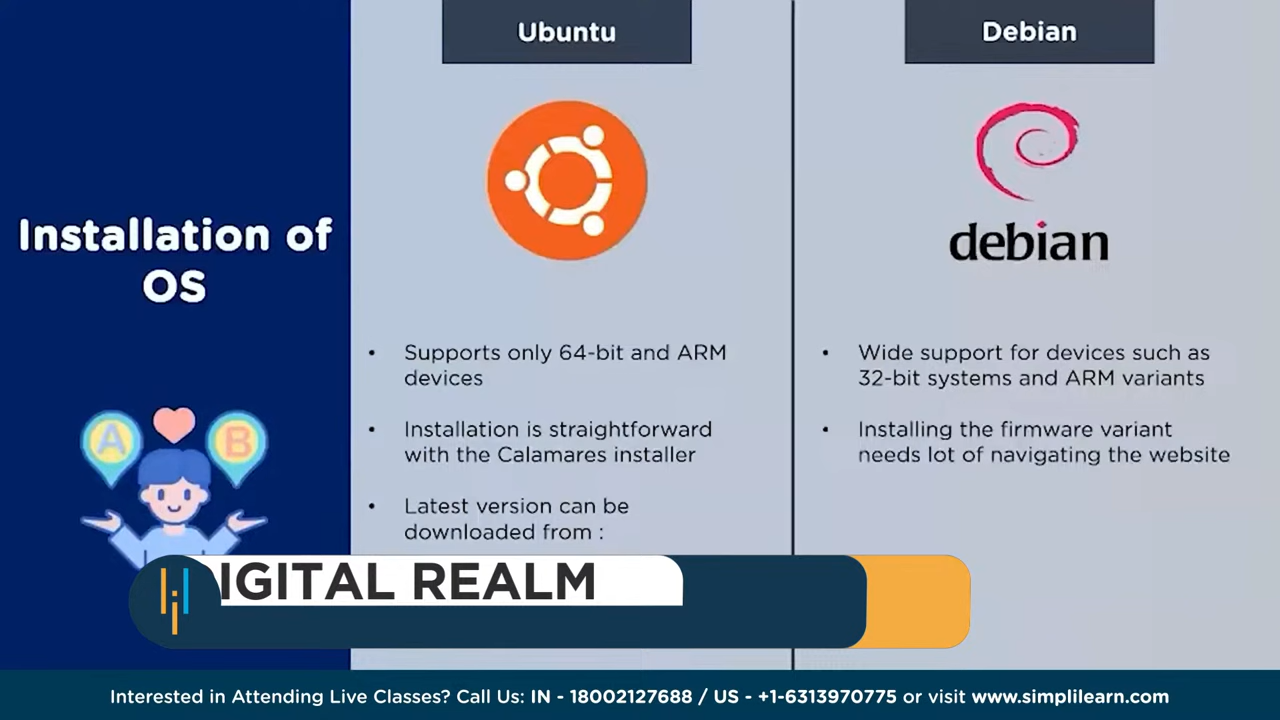 Ubuntu
Debian
Installation of
OS
debian
A
B
• Supports only 64-bit and ARM
devices
• Installation is straightforward
with the Calamares installer
• Latest version can be
downloaded from :
• Wide support for devices such as
32-bit systems and ARM variants
• Installing the firmware variant
needs lot of navigating the website
IGITAL REALM
Interested in Attending Live Classes? Call Us: IN - 18002127688 / US - +1-6313970775 or visit www.simplilearn.com